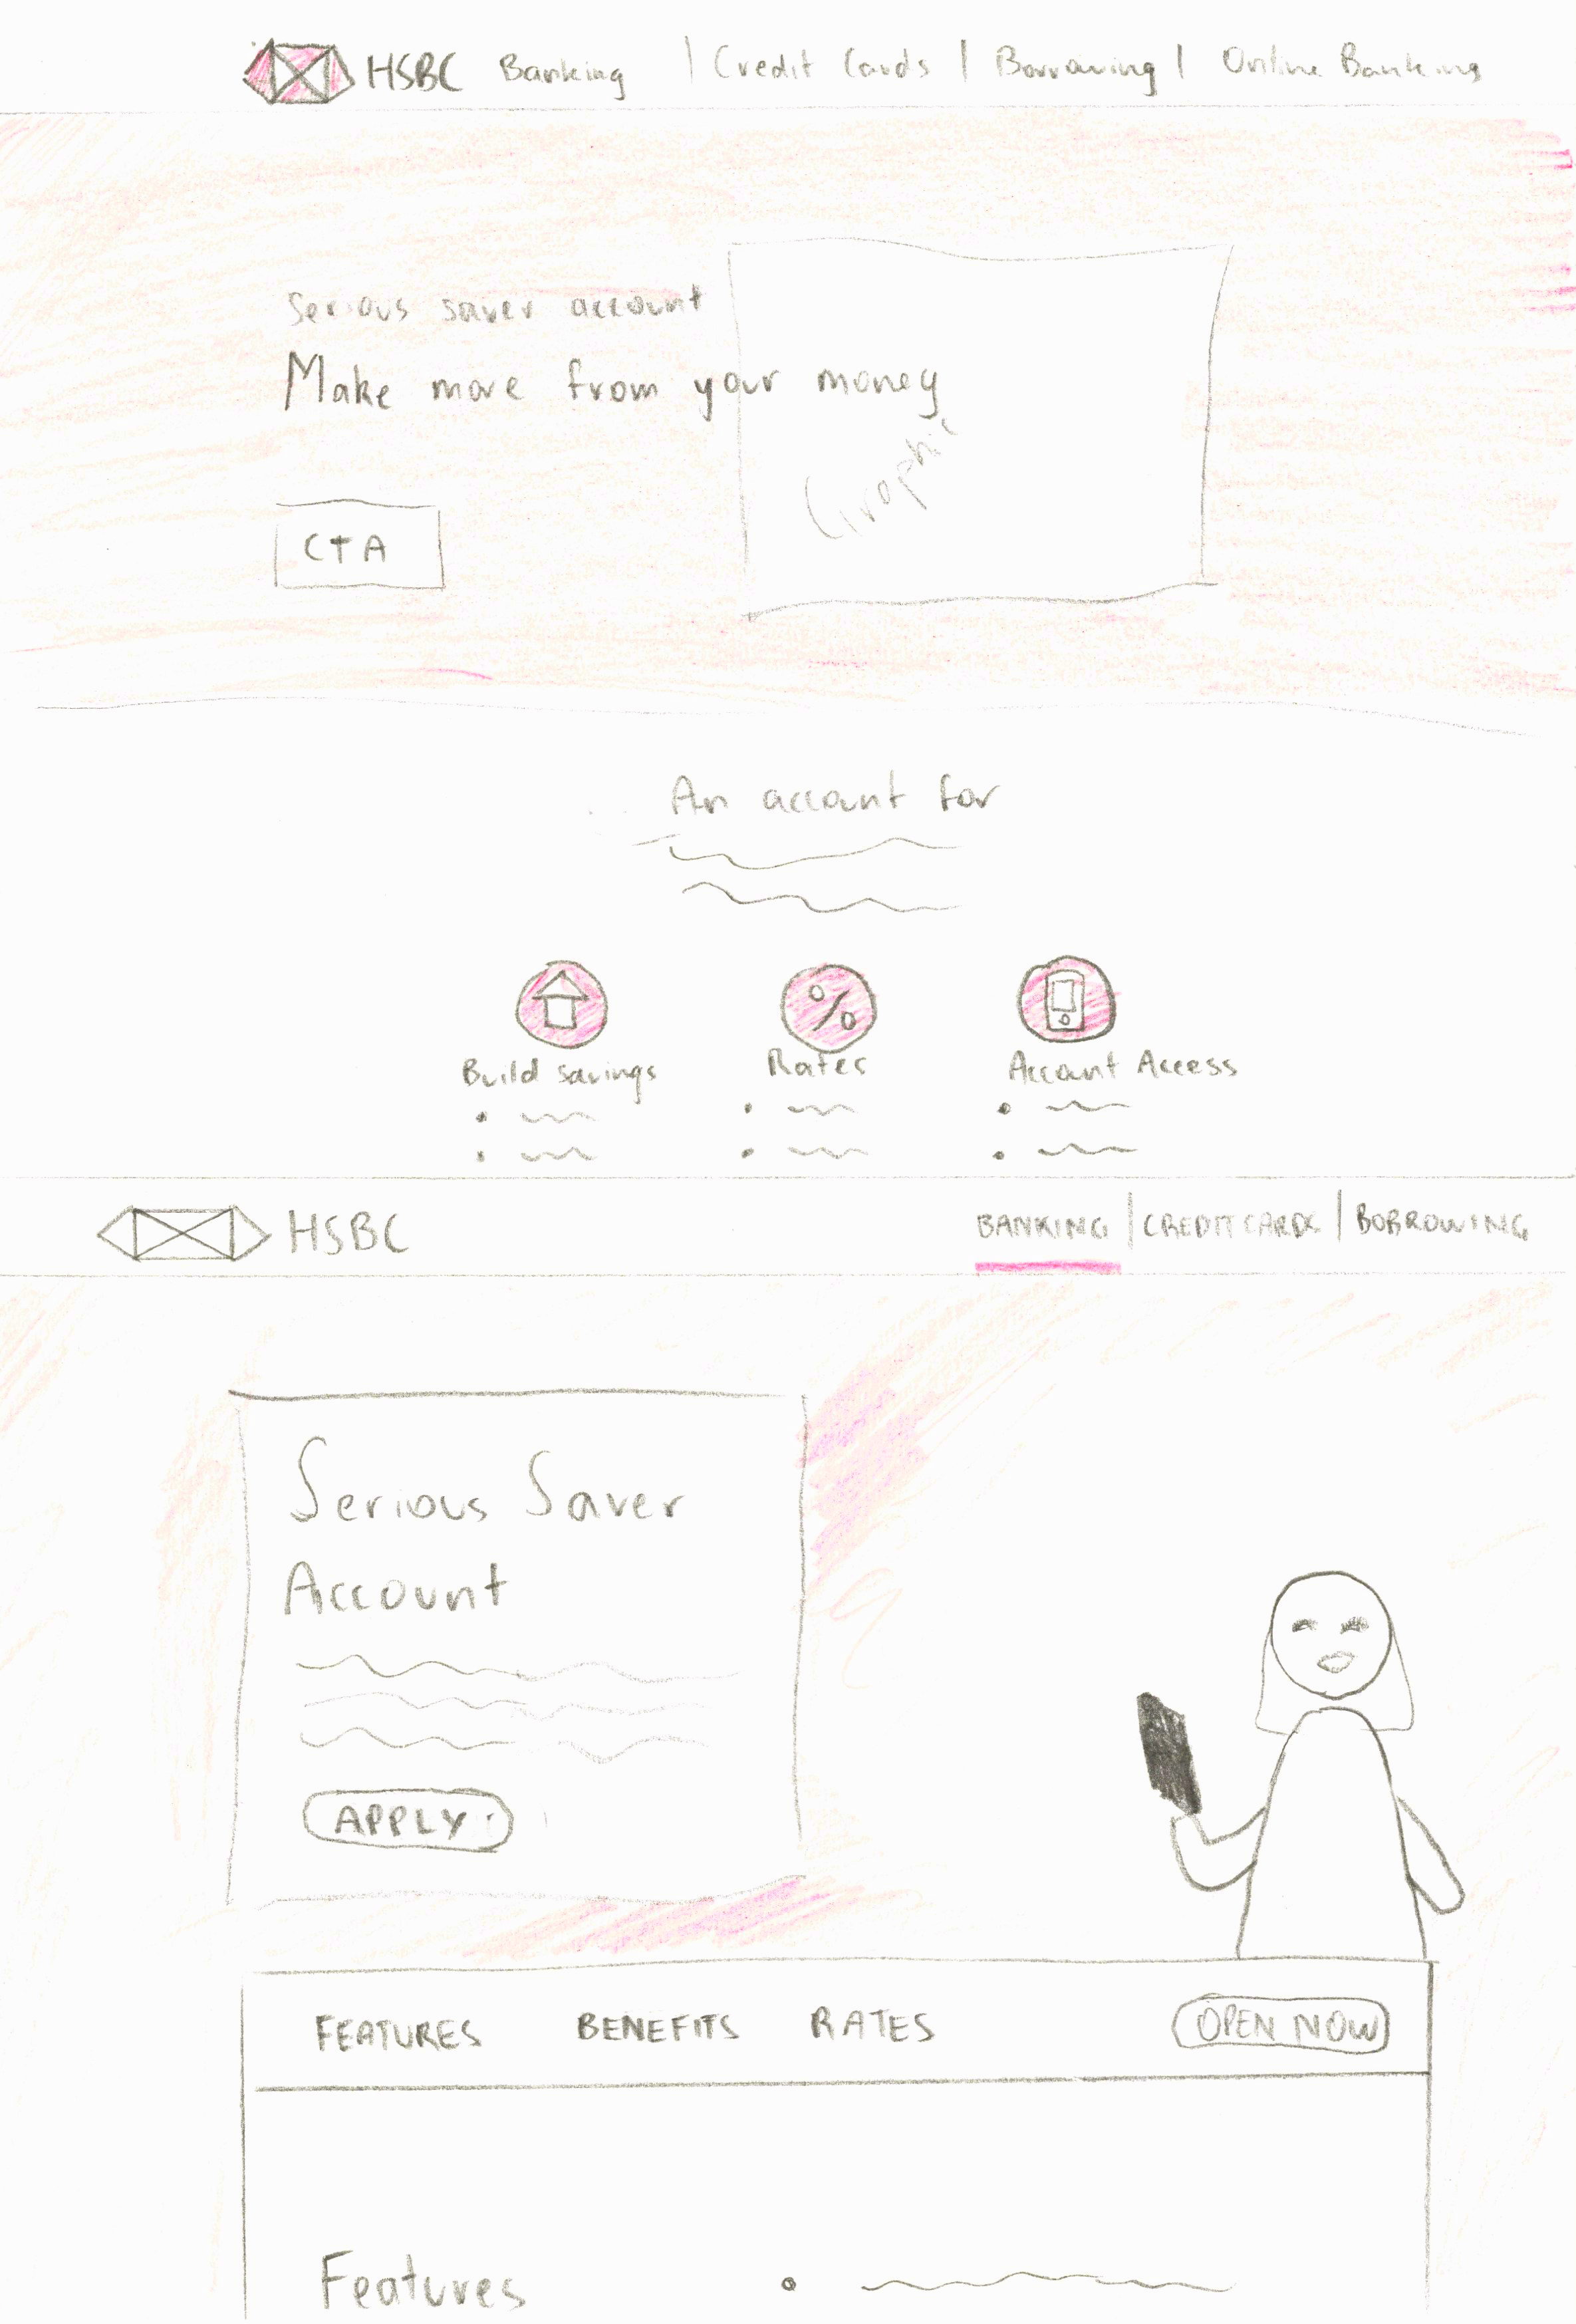 HSBC Banking | Credit Cards | Borrowing | Online Banking
Serious saver account
Make more from your money
Graphic
CTA
An account for
Build savings
Rates
Account Access
HSBC
BANKING | CREDIT CARDS | BORROWING
Serious Saver
Account
APPLY
FEATURES BENEFITS RATES OPEN NOW
Features